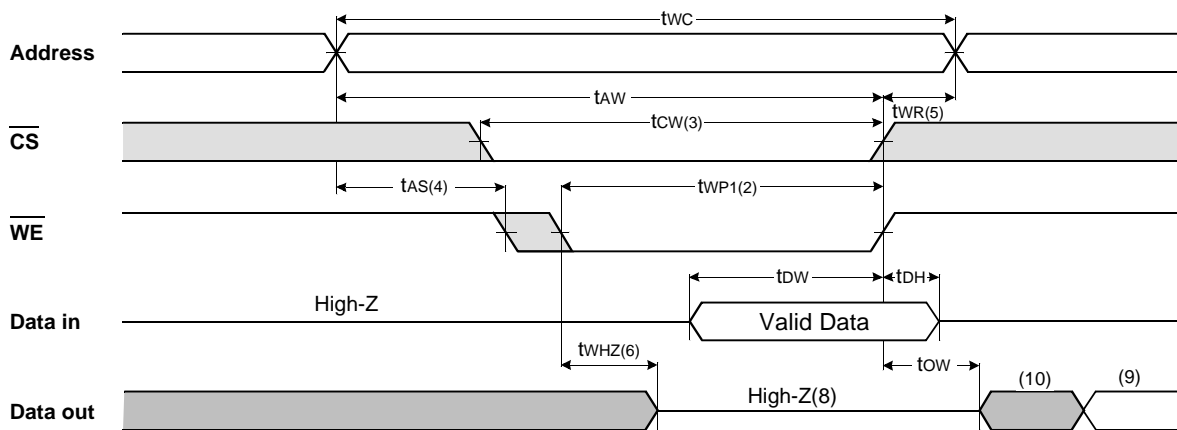 tWC
Address
tAW
tWR(5)
tCW(3)
CS
tAS(4)
tWP1(2)
WE
tDW
tDH
High-Z
Data in
Valid Data
tWHZ(6)
tOW
(10)
(9)
High-Z(8)
Data out